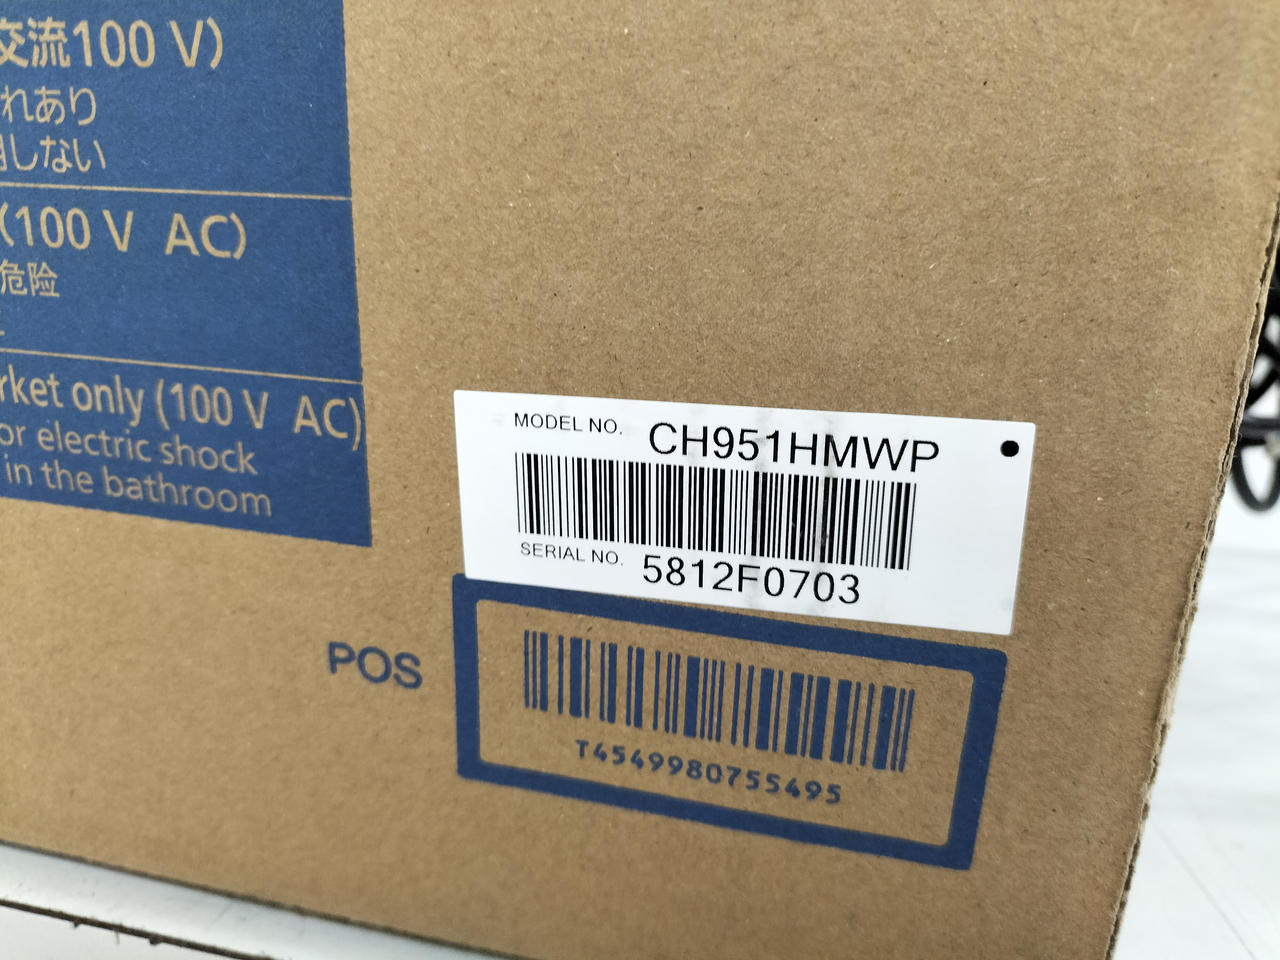 交流100 V)
れあり
用しない
(100 V AC)
危险
rket only (100 V AC)
or electric shock
in the bathroom
MODEL NO. CH951HMWP
SERIAL NO. 5812F0703
POS
T4549980755495